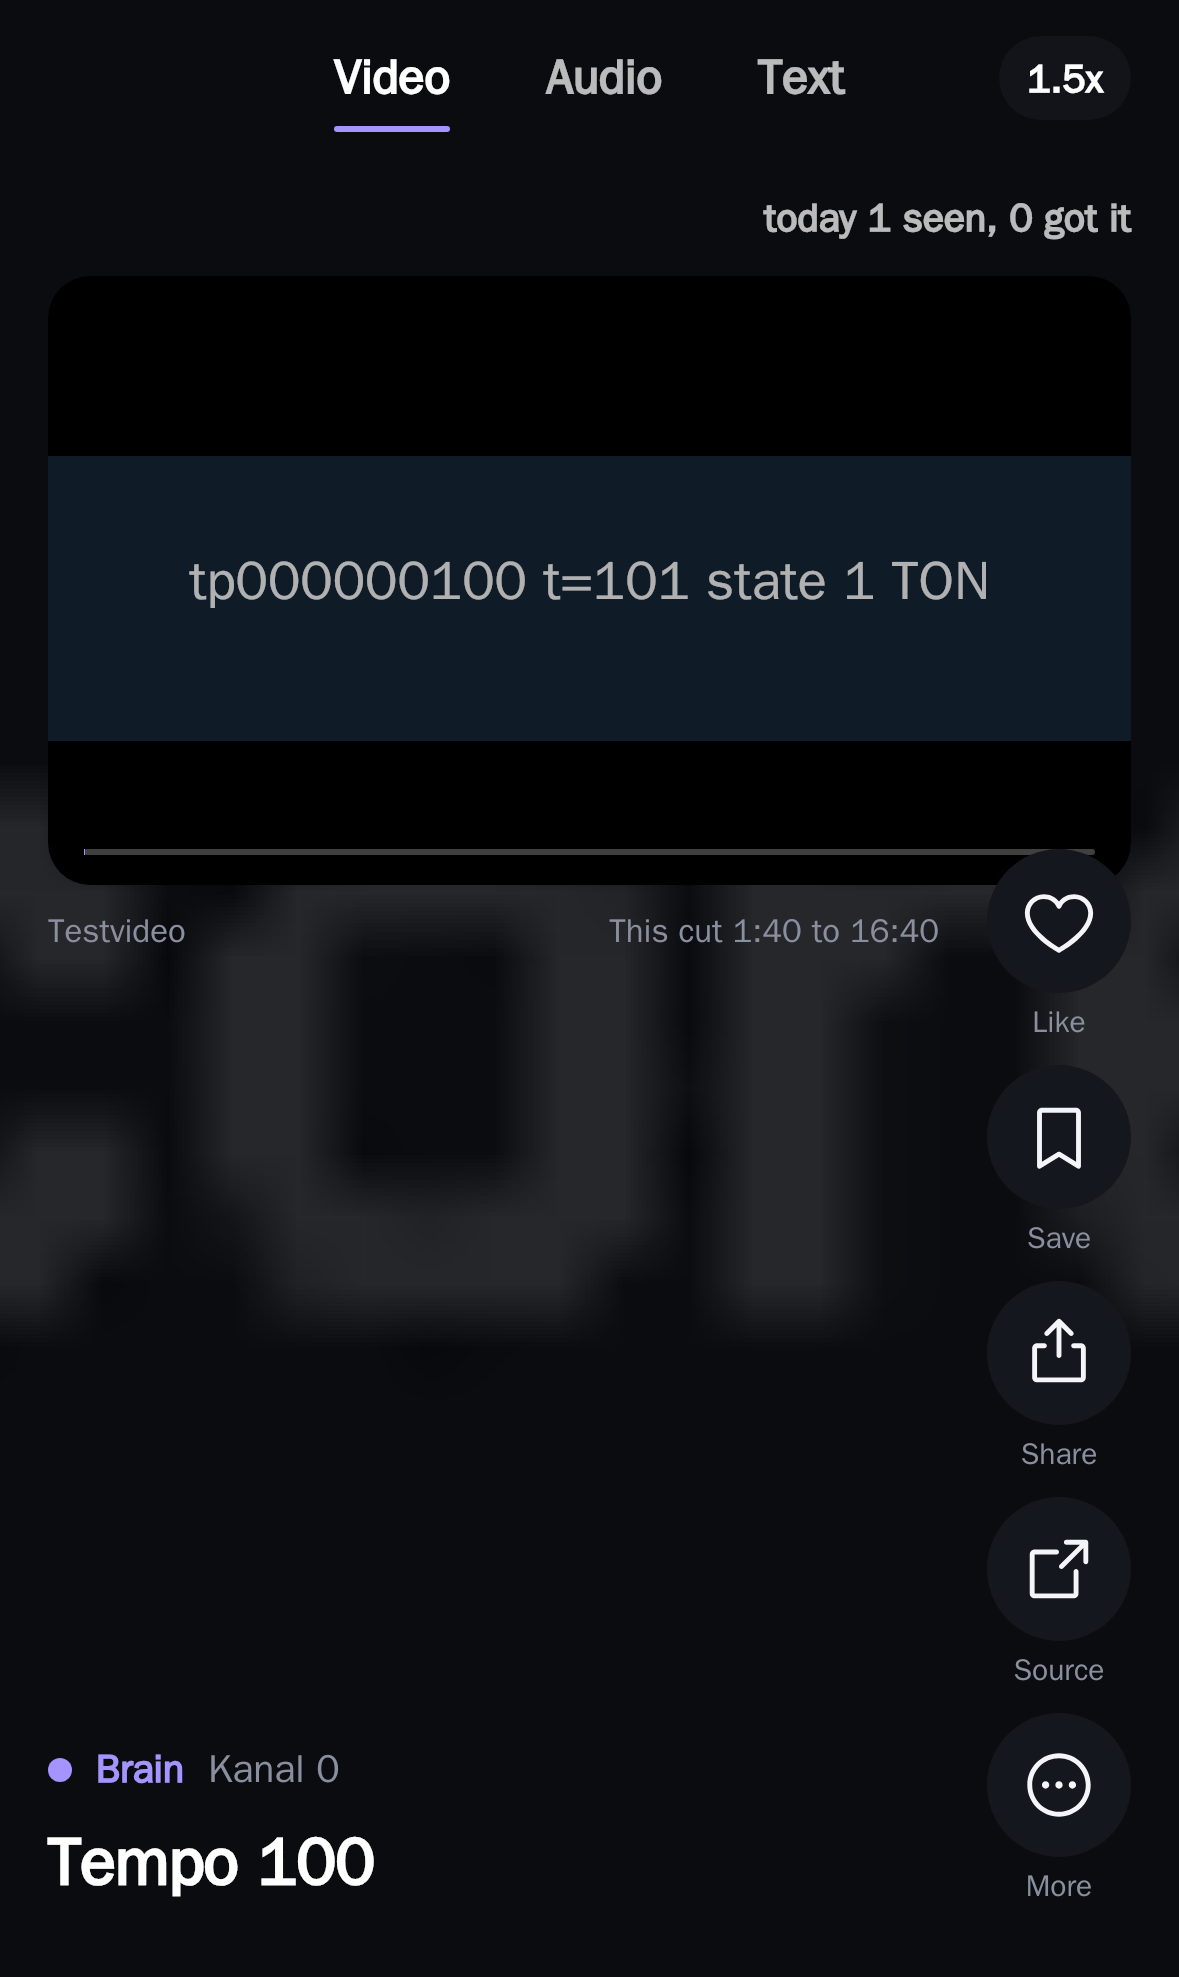 Video Audio Text 1.5x
today 1 seen, 0 got it
tp000000100 t=101 state 1 TON
Testvideo This cut 1:40 to 16:40
Like
Save
Share
Source
Brain Kanal 0
Tempo 100
More